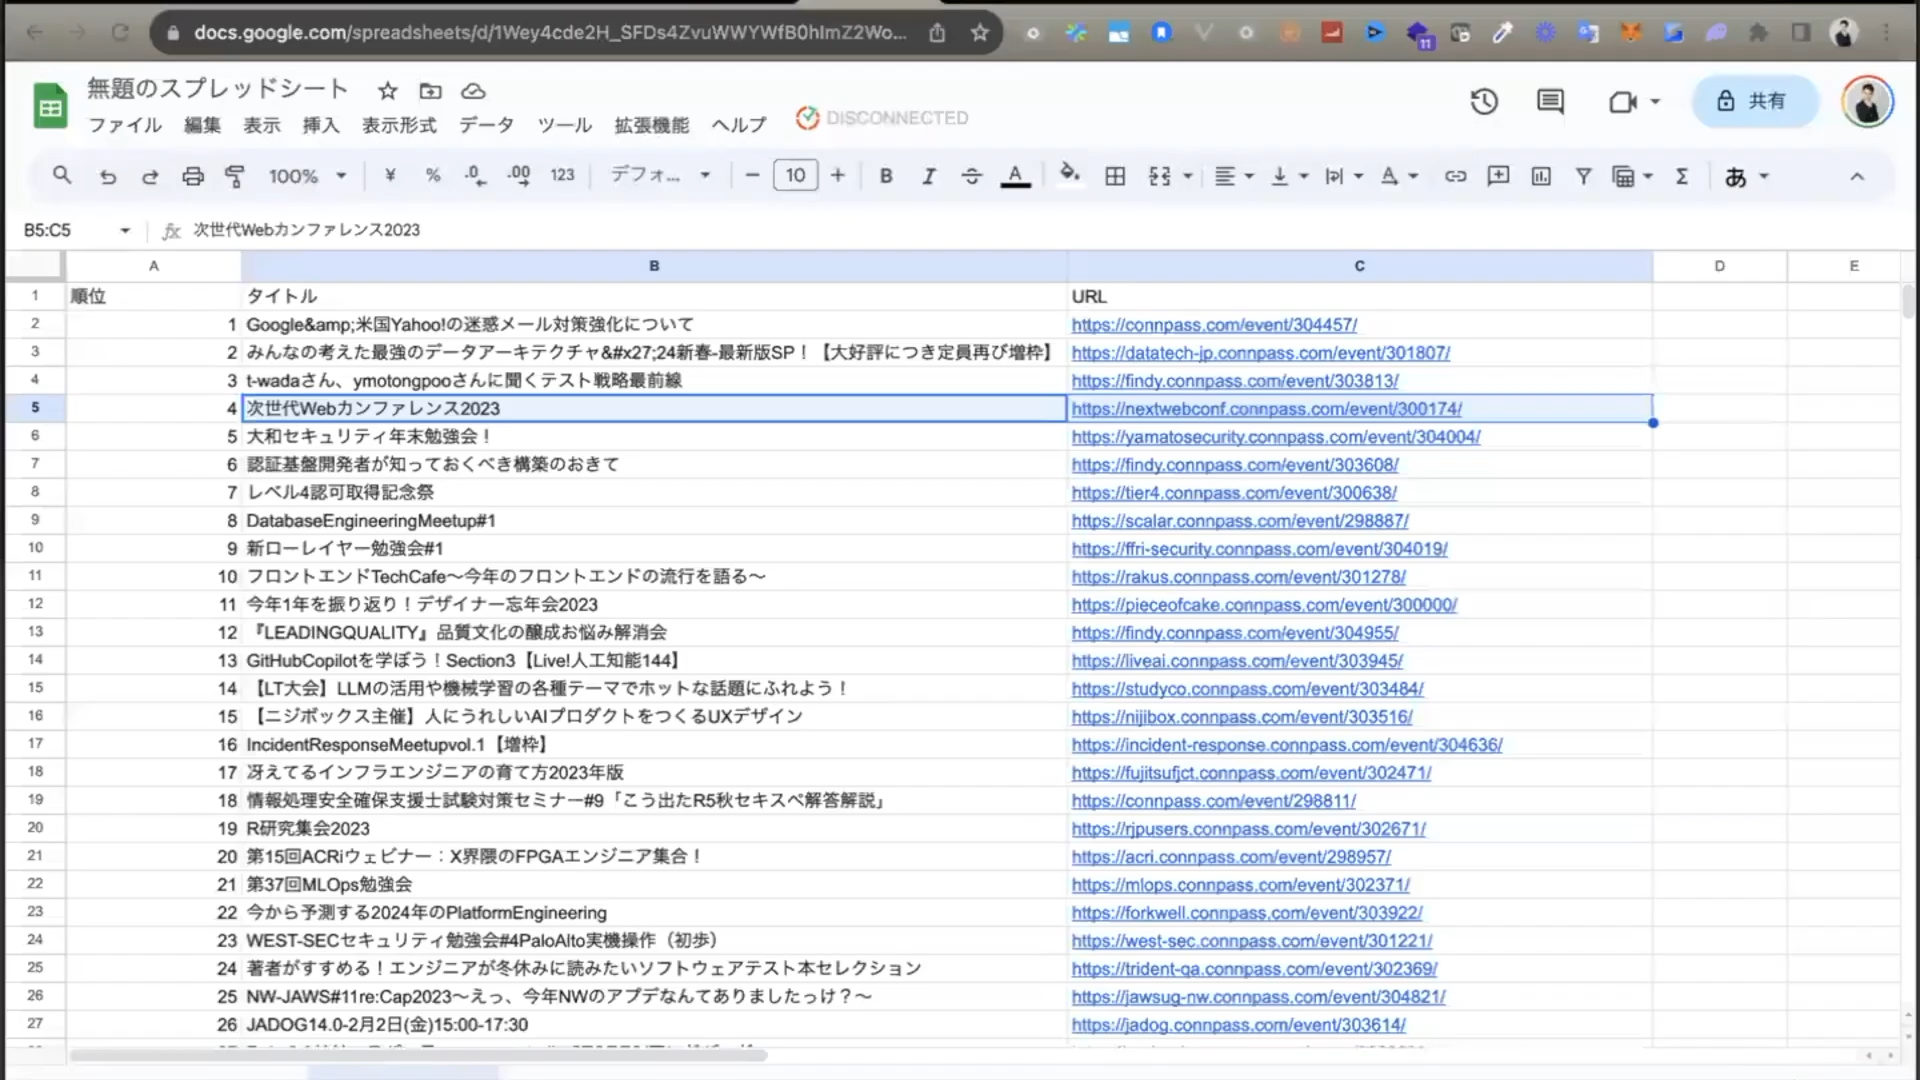 docs.google.com/spreadsheets/d/1Wey4cde2H_SFDs4ZvuWWYWfB0hImZ2Wo...
11
無題のスプレッドシート
ファイル 編集 表示 挿入 表示形式 データ ツール 拡張機能 ヘルプ DISCONNECTED
共有
100% ¥ % .0 .00 123 デフォ... − 10 + B I A Σ あ
B5:C5 fx 次世代Webカンファレンス2023
A B C D E
1 順位 タイトル URL
2 1 Google&amp;米国Yahoo!の迷惑メール対策強化について https://connpass.com/event/304457/
3 2 みんなの考えた最強のデータアーキテクチャ&#x27;24新春-最新版SP！【大好評につき定員再び増枠】 https://datatech-jp.connpass.com/event/301807/
4 3 t-wadaさん、ymotongpooさんに聞くテスト戦略最前線 https://findy.connpass.com/event/303813/
5 4 次世代Webカンファレンス2023 https://nextwebconf.connpass.com/event/300174/
6 5 大和セキュリティ年末勉強会！ https://yamatosecurity.connpass.com/event/304004/
7 6 認証基盤開発者が知っておくべき構築のおきて https://findy.connpass.com/event/303608/
8 7 レベル4認可取得記念祭 https://tier4.connpass.com/event/300638/
9 8 DatabaseEngineeringMeetup#1 https://scalar.connpass.com/event/298887/
10 9 新ローレイヤー勉強会#1 https://ffri-security.connpass.com/event/304019/
11 10 フロントエンドTechCafe〜今年のフロントエンドの流行を語る〜 https://rakus.connpass.com/event/301278/
12 11 今年1年を振り返り！デザイナー忘年会2023 https://pieceofcake.connpass.com/event/300000/
13 12 『LEADINGQUALITY』品質文化の醸成お悩み解消会 https://findy.connpass.com/event/304955/
14 13 GitHubCopilotを学ぼう！Section3【Live!人工知能144】 https://liveai.connpass.com/event/303945/
15 14 【LT大会】LLMの活用や機械学習の各種テーマでホットな話題にふれよう！ https://studyco.connpass.com/event/303484/
16 15 【ニジボックス主催】人にうれしいAIプロダクトをつくるUXデザイン https://nijibox.connpass.com/event/303516/
17 16 IncidentResponseMeetupvol.1【増枠】 https://incident-response.connpass.com/event/304636/
18 17 冴えてるインフラエンジニアの育て方2023年版 https://fujitsufjct.connpass.com/event/302471/
19 18 情報処理安全確保支援士試験対策セミナー#9「こう出たR5秋セキスペ解答解説」 https://connpass.com/event/298811/
20 19 R研究集会2023 https://rjpusers.connpass.com/event/302671/
21 20 第15回ACRiウェビナー：X界隈のFPGAエンジニア集合！ https://acri.connpass.com/event/298957/
22 21 第37回MLOps勉強会 https://mlops.connpass.com/event/302371/
23 22 今から予測する2024年のPlatformEngineering https://forkwell.connpass.com/event/303922/
24 23 WEST-SECセキュリティ勉強会#4PaloAlto実機操作（初歩） https://west-sec.connpass.com/event/301221/
25 24 著者がすすめる！エンジニアが冬休みに読みたいソフトウェアテスト本セレクション https://trident-qa.connpass.com/event/302369/
26 25 NW-JAWS#11re:Cap2023〜えっ、今年NWのアプデなんてありましたっけ？〜 https://jawsug-nw.connpass.com/event/304821/
27 26 JADOG14.0-2月2日(金)15:00-17:30 https://jadog.connpass.com/event/303614/